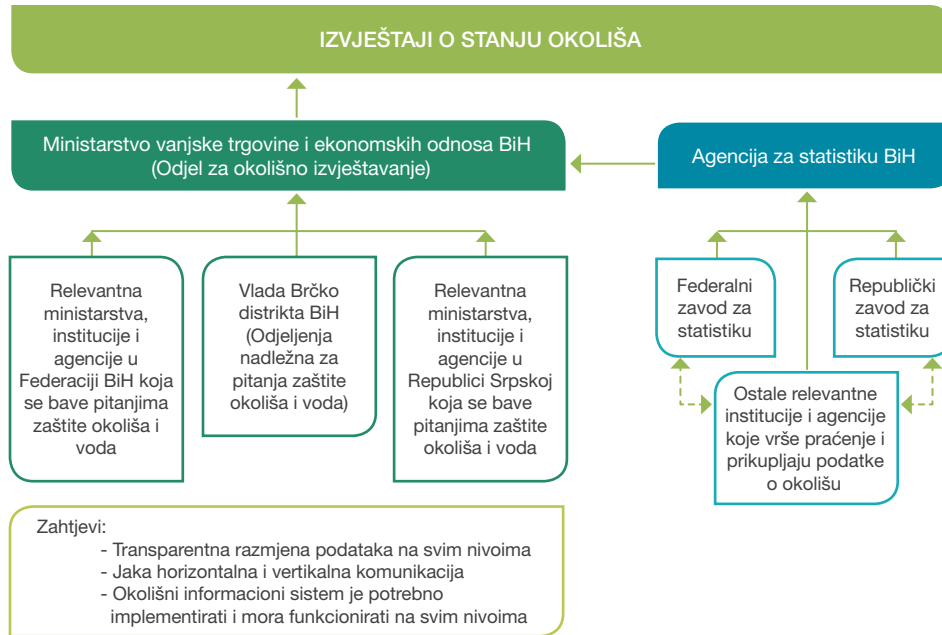 IZVJEŠTAJI O STANJU OKOLIŠA
Ministarstvo vanjske trgovine i ekonomskih odnosa BiH
(Odjel za okolišno izvještavanje)
Agencija za statistiku BiH
Relevantna
ministarstva,
institucije i
agencije u
Federaciji BiH koja
se bave pitanjima
zaštite okoliša i
voda
Vlada Brčko
distrikta BiH
(Odjeljenja
nadležna za
pitanja zaštite
okoliša i voda)
Relevantna
ministarstva,
institucije i
agencije u
Republici Srpskoj
koja se bave
pitanjima zaštite
okoliša i voda
Federalni
zavod za
statistiku
Republički
zavod za
statistiku
Ostale relevantne
institucije i agencije
koje vrše praćenje i
prikupljaju podatke
o okolišu
Zahtjevi:
- Transparentna razmjena podataka na svim nivoima
- Jaka horizontalna i vertikalna komunikacija
- Okolišni informacioni sistem je potrebno
implementirati i mora funkcionirati na svim nivoima